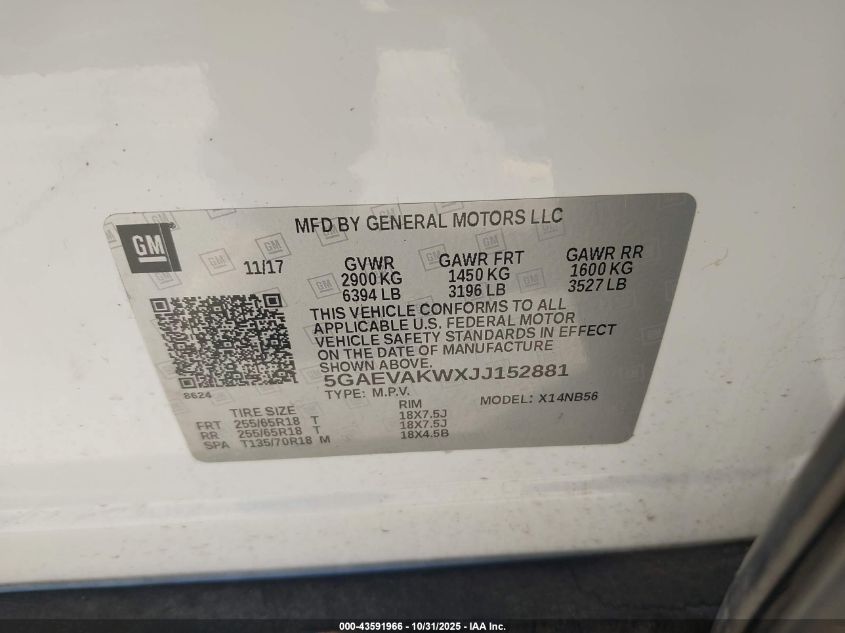 MFD BY GENERAL MOTORS LLC
GM
11/17
GVWR GAWR FRT GAWR RR
2900 KG 1450 KG 1600 KG
6394 LB 3196 LB 3527 LB
THIS VEHICLE CONFORMS TO ALL
APPLICABLE U.S. FEDERAL MOTOR
VEHICLE SAFETY STANDARDS IN EFFECT
ON THE DATE OF MANUFACTURE
SHOWN ABOVE.
5GAEVAKWXJJ152881
8624
TYPE: M.P.V. MODEL: X14NB56
TIRE SIZE RIM
FRT 255/65R18 T 18X7.5J
RR 255/65R18 T 18X7.5J
SPA T135/70R18 M 18X4.5B
000-43591966 - 10/31/2025 - IAA Inc.